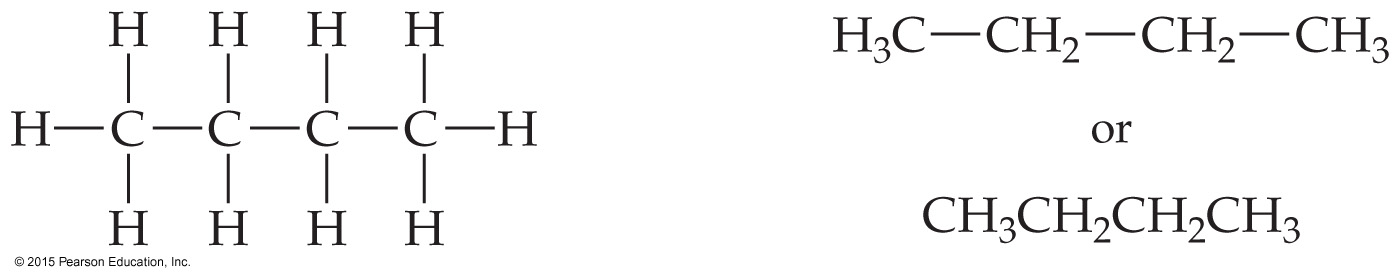 H H H H
H—C—C—C—C—H
H H H H
© 2015 Pearson Education, Inc.
H₃C—CH₂—CH₂—CH₃
or
CH₃CH₂CH₂CH₃